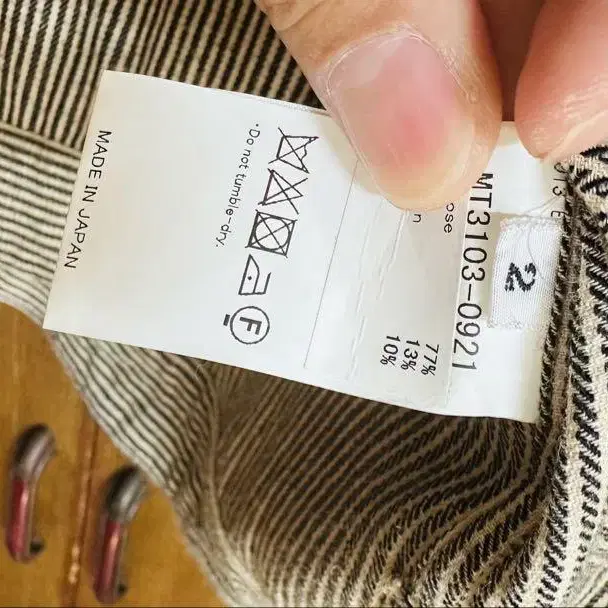 2
MT3103-0921
ose 77%
n 13%
10%
F
·Do not tumble-dry.
MADE IN JAPAN